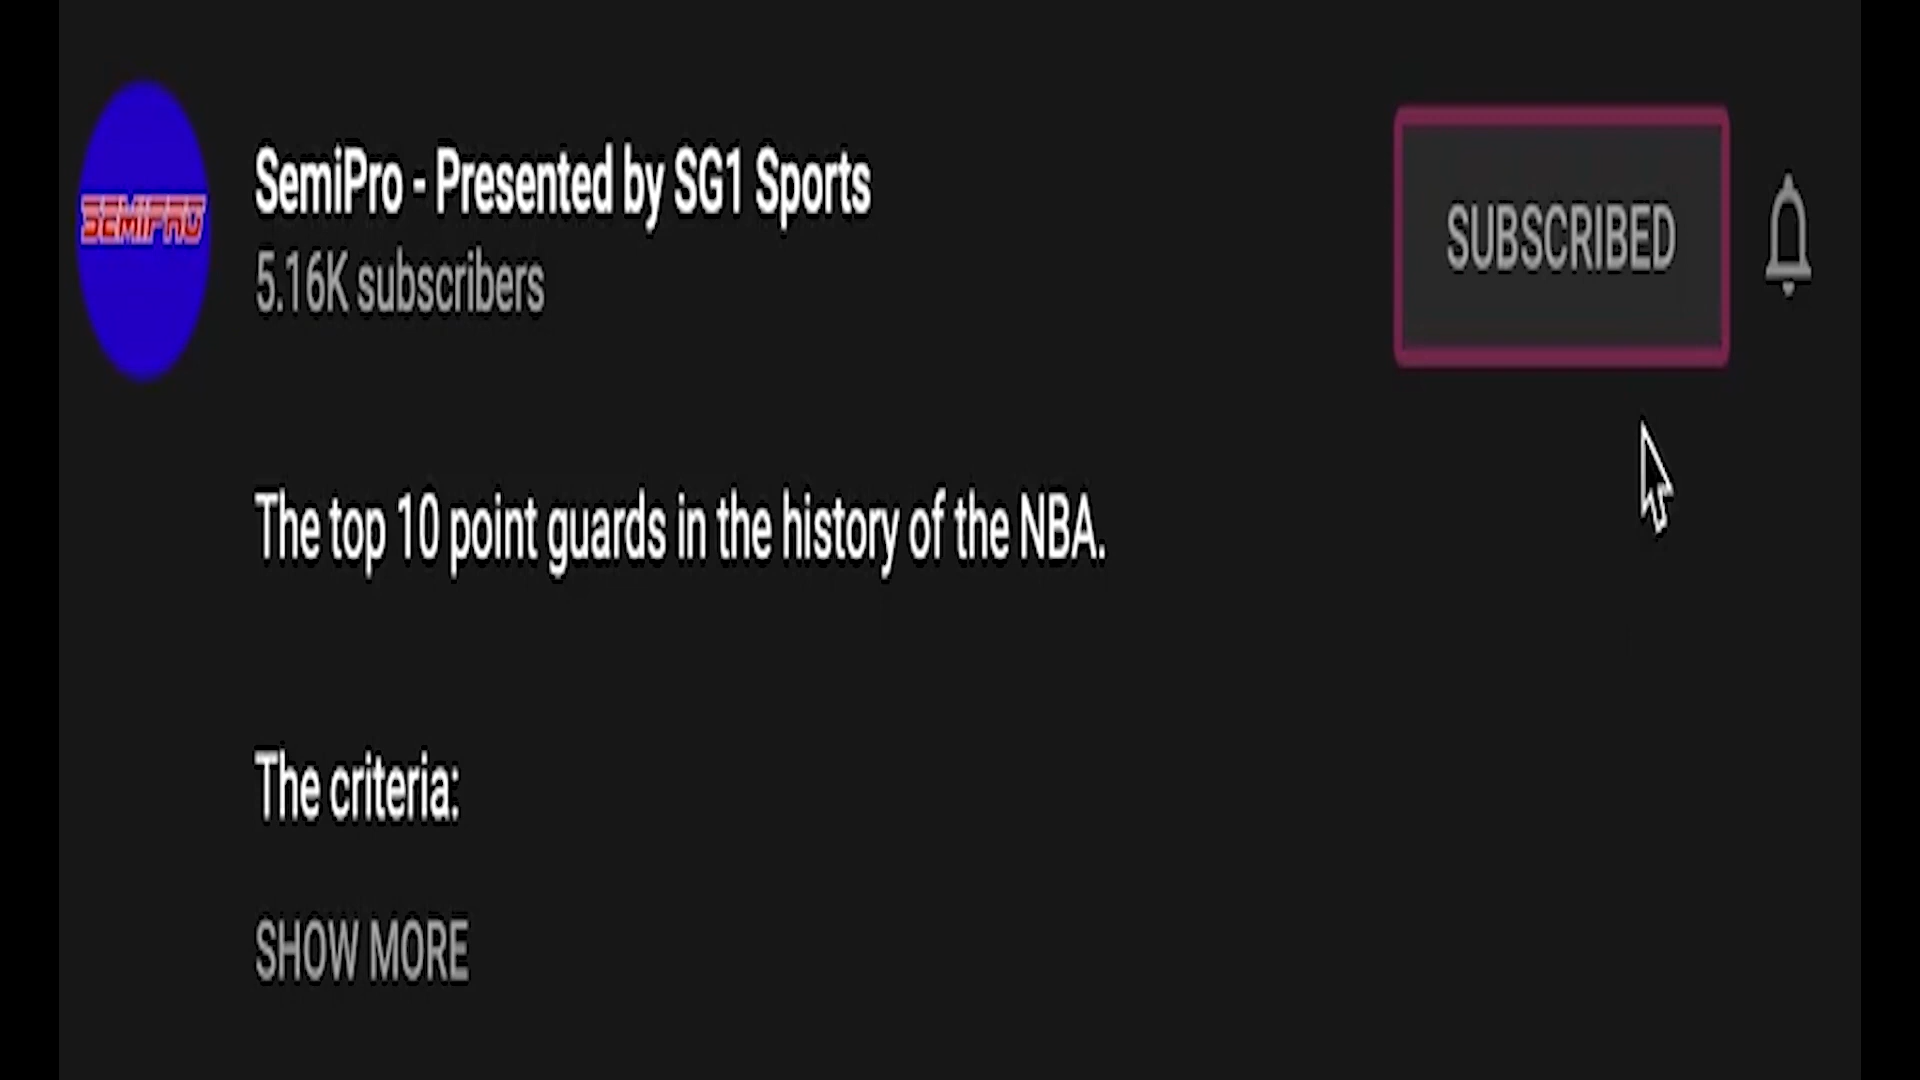 SEMIPRO
SemiPro - Presented by SG1 Sports
5.16K subscribers
SUBSCRIBED
The top 10 point guards in the history of the NBA.
The criteria:
SHOW MORE